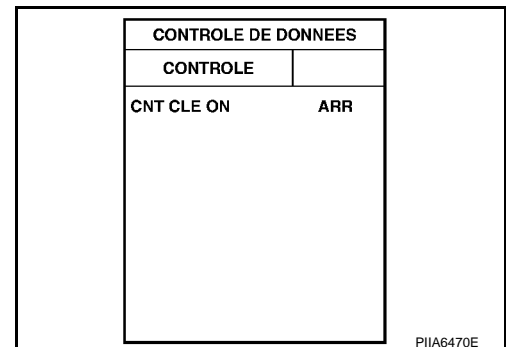 CONTROLE DE DONNEES
CONTROLE
CNT CLE ON ARR
PIIA6470E